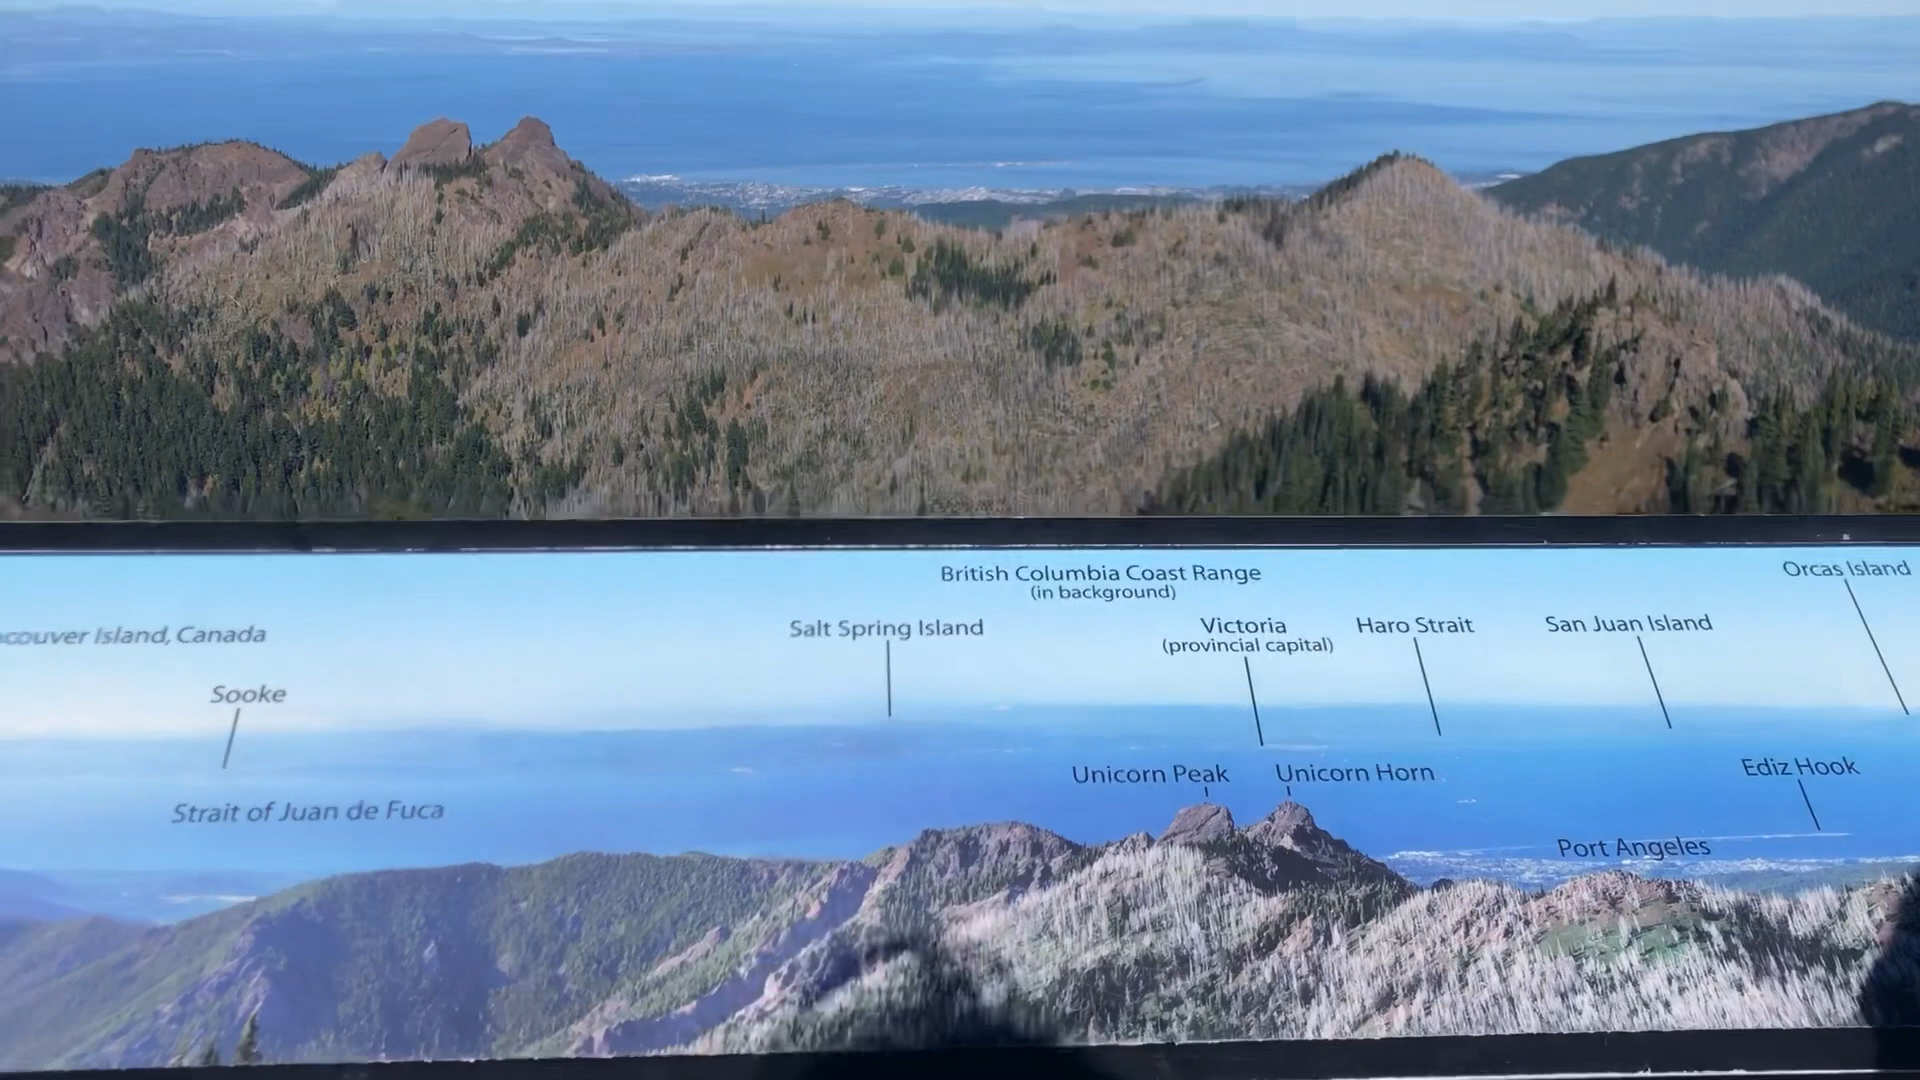 British Columbia Coast Range
(in background)
Orcas Island
couver Island, Canada
Salt Spring Island
Victoria
(provincial capital)
Haro Strait
San Juan Island
Sooke
Unicorn Peak
Unicorn Horn
Ediz Hook
Strait of Juan de Fuca
Port Angeles